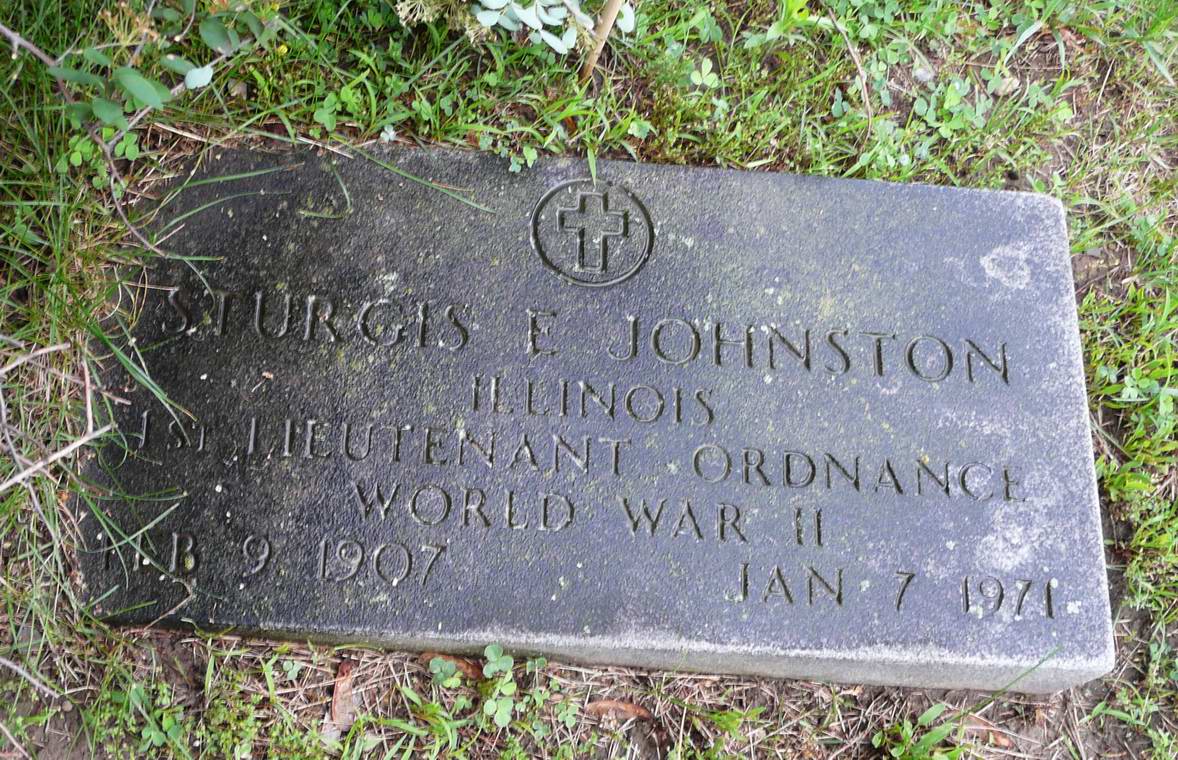 STURGIS E JOHNSTON
ILLINOIS
1ST LIEUTENANT ORDNANCE
WORLD WAR II
FEB 9 1907 JAN 7 1971